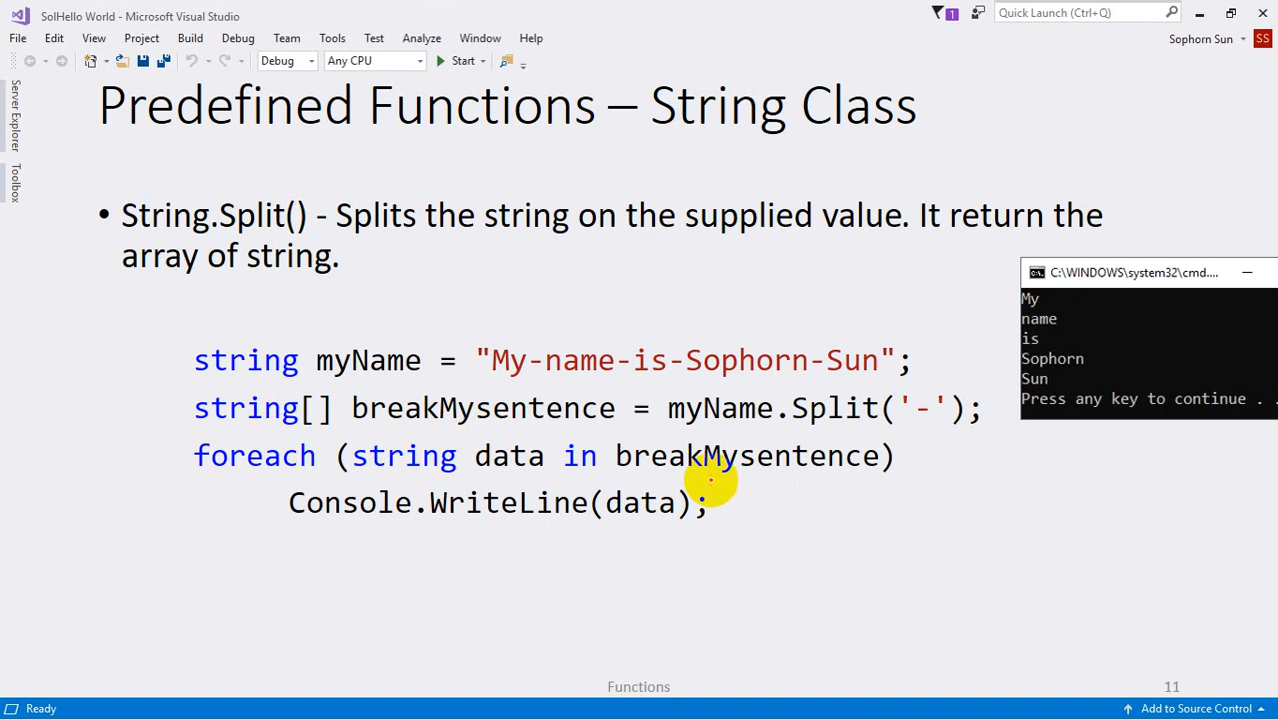 SolHello World - Microsoft Visual Studio
1
Quick Launch (Ctrl+Q)
File Edit View Project Build Debug Team Tools Test Analyze Window Help
Sophorn Sun SS
Debug Any CPU Start
Server Explorer
Toolbox
Predefined Functions – String Class
• String.Split() - Splits the string on the supplied value. It return the
array of string.
C:\WINDOWS\system32\cmd....
My
name
is
Sophorn
Sun
Press any key to continue . .
string myName = "My-name-is-Sophorn-Sun";
string[] breakMysentence = myName.Split('-');
foreach (string data in breakMysentence)
Console.WriteLine(data);
Functions
11
Ready
Add to Source Control